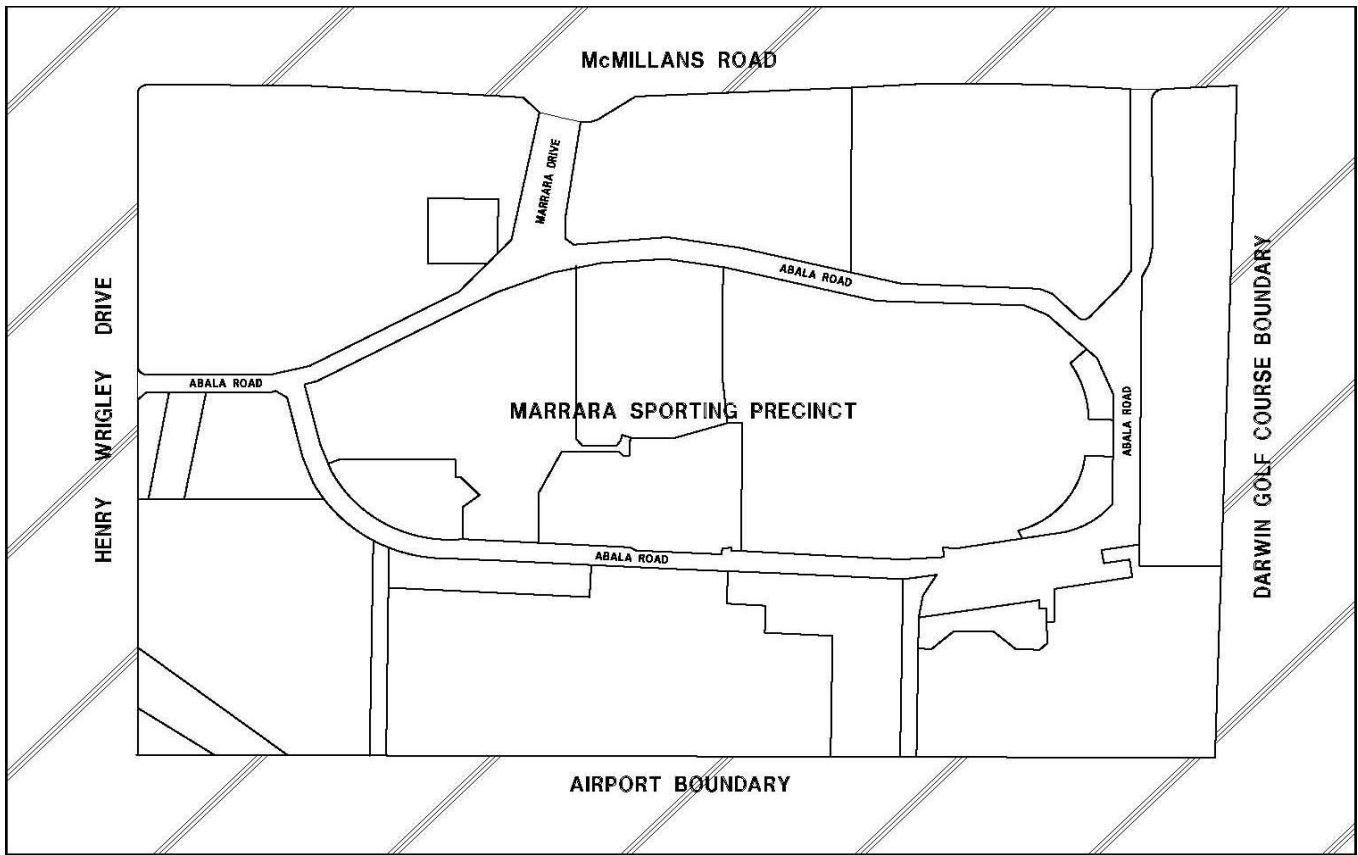 McMILLANS ROAD
MARRARA DRIVE
ABALA ROAD
HENRY WRIGLEY DRIVE
ABALA ROAD
MARRARA SPORTING PRECINCT
ABALA ROAD
DARWIN GOLF COURSE BOUNDARY
ABALA ROAD
AIRPORT BOUNDARY